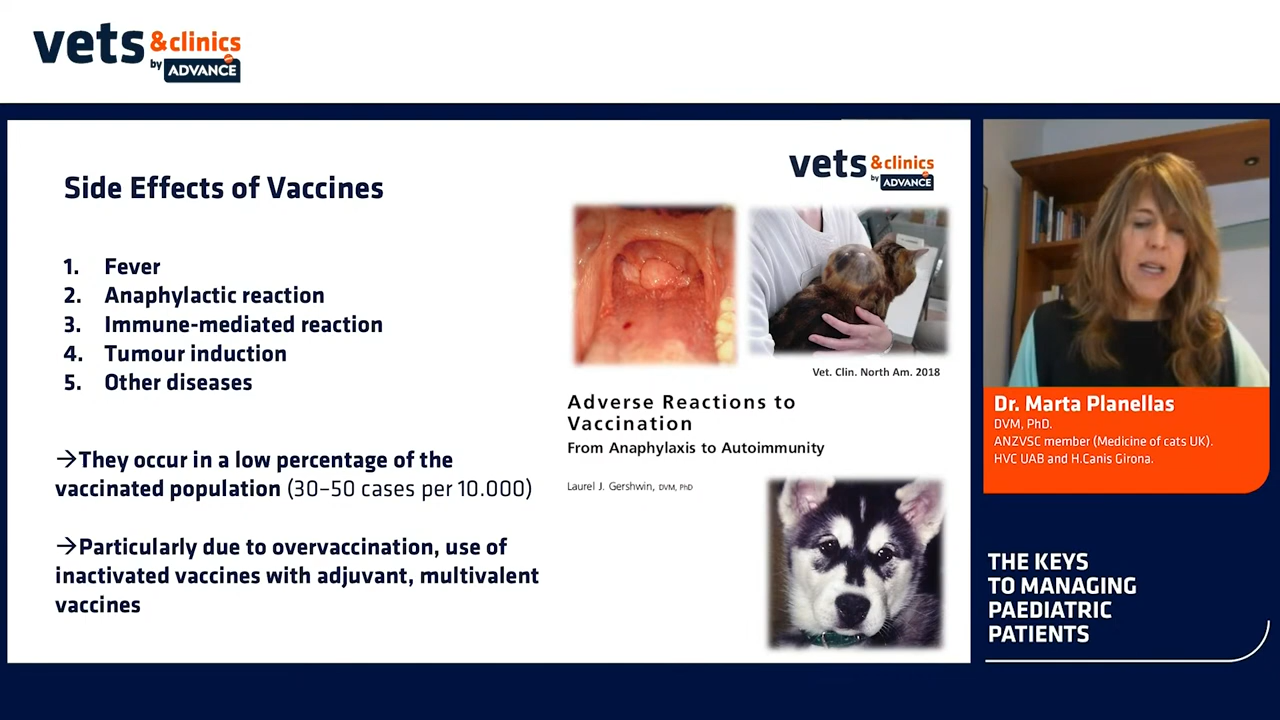 vets &clinics
by ADVANCE
vets &clinics
by ADVANCE
Side Effects of Vaccines
1. Fever
2. Anaphylactic reaction
3. Immune-mediated reaction
4. Tumour induction
5. Other diseases
→They occur in a low percentage of the
vaccinated population (30–50 cases per 10.000)
→Particularly due to overvaccination, use of
inactivated vaccines with adjuvant, multivalent
vaccines
Vet. Clin. North Am. 2018
Adverse Reactions to
Vaccination
From Anaphylaxis to Autoimmunity
Laurel J. Gershwin, DVM, PhD
Dr. Marta Planellas
DVM, PhD.
ANZVSC member (Medicine of cats UK).
HVC UAB and H.Canis Girona.
THE KEYS
TO MANAGING
PAEDIATRIC
PATIENTS